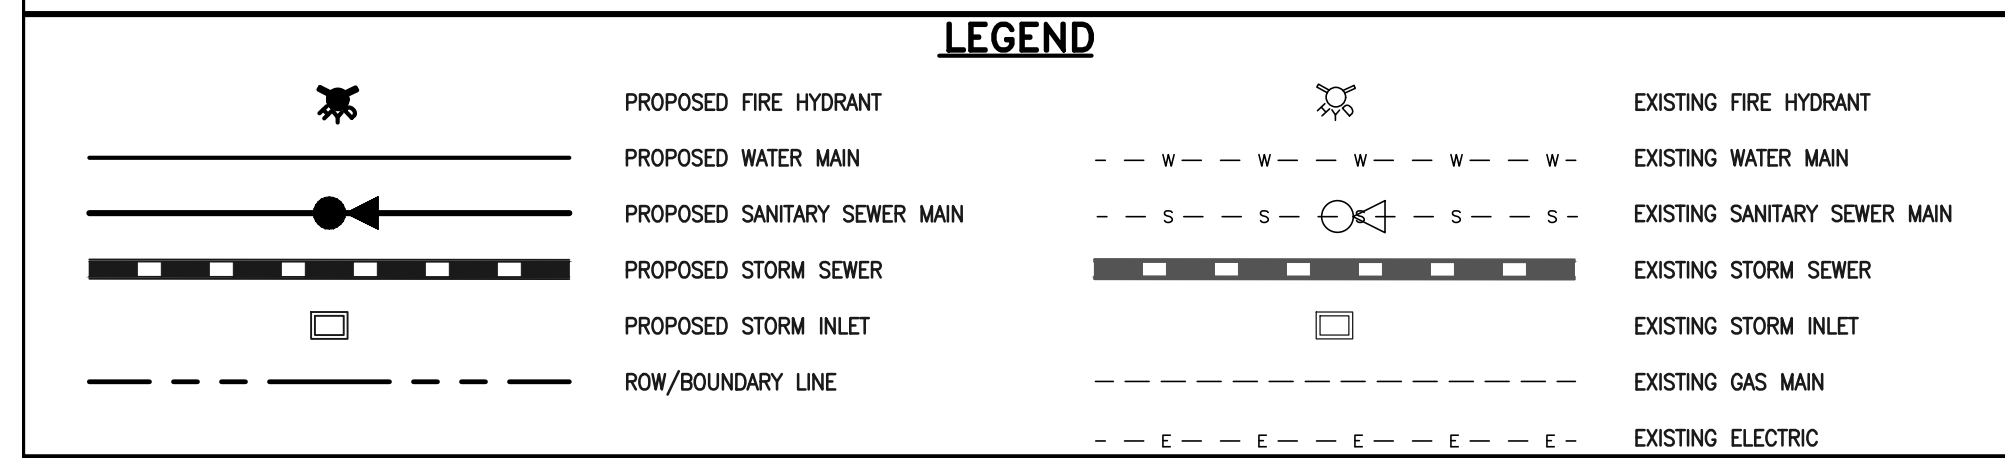 LEGEND
HYD PROPOSED FIRE HYDRANT
PROPOSED WATER MAIN
PROPOSED SANITARY SEWER MAIN
PROPOSED STORM SEWER
PROPOSED STORM INLET
ROW/BOUNDARY LINE
HYD EXISTING FIRE HYDRANT
W W W W W EXISTING WATER MAIN
S S S S S EXISTING SANITARY SEWER MAIN
EXISTING STORM SEWER
EXISTING STORM INLET
EXISTING GAS MAIN
E E E E E EXISTING ELECTRIC